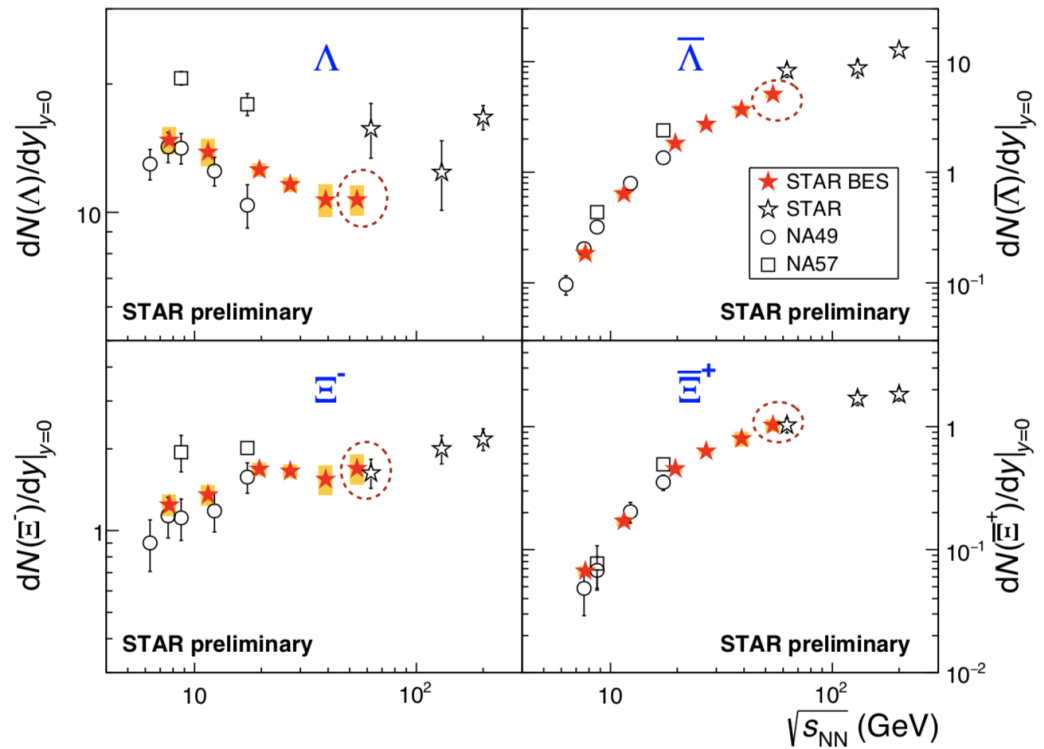 Λ
Λ̅
dN(Λ)/dy|y=0
20
10
STAR preliminary
dN(Λ̅)/dy|y=0
10
1
10⁻¹
STAR BES
STAR
NA49
NA57
STAR preliminary
Ξ⁻
Ξ̅⁺
dN(Ξ⁻)/dy|y=0
1
STAR preliminary
10
10²
dN(Ξ̅⁺)/dy|y=0
1
10⁻¹
10⁻²
STAR preliminary
10
10²
√sNN (GeV)